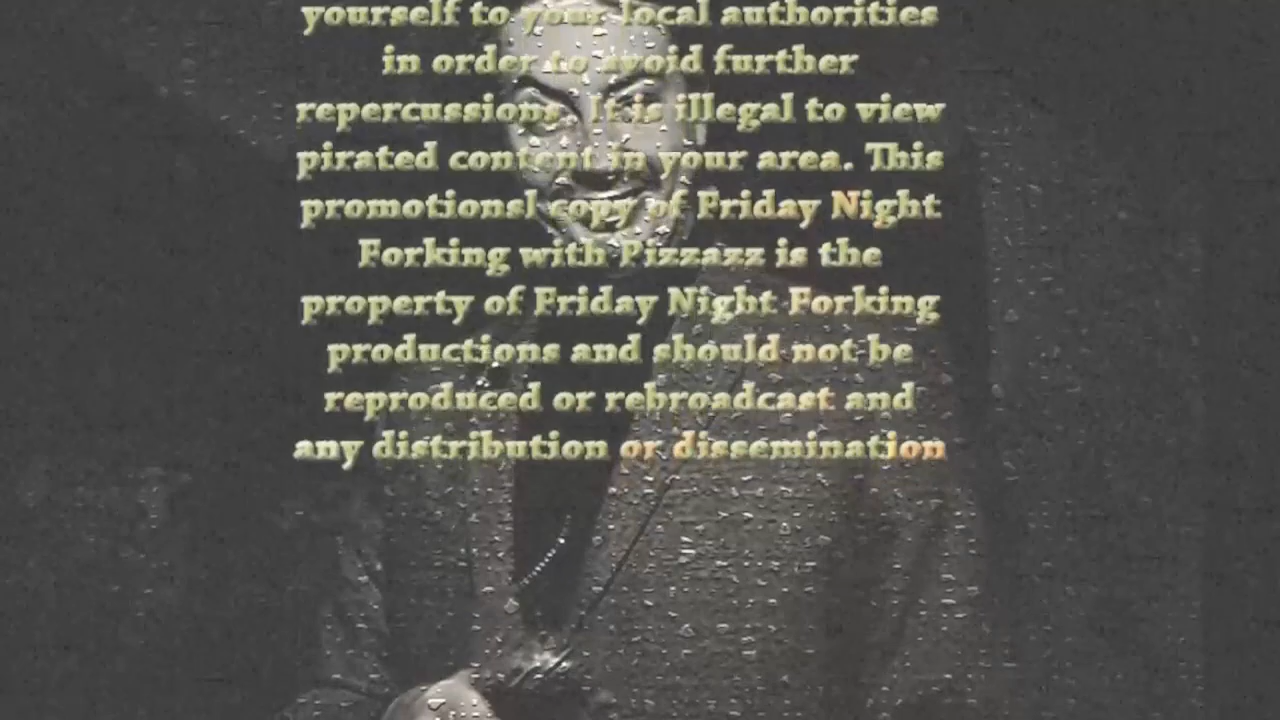 yourself to your local authorities
in order to avoid further
repercussions. It is illegal to view
pirated content in your area. This
promotionsl copy of Friday Night
Forking with Pizzazz is the
property of Friday Night Forking
productions and should not be
reproduced or rebroadcast and
any distribution or dissemination